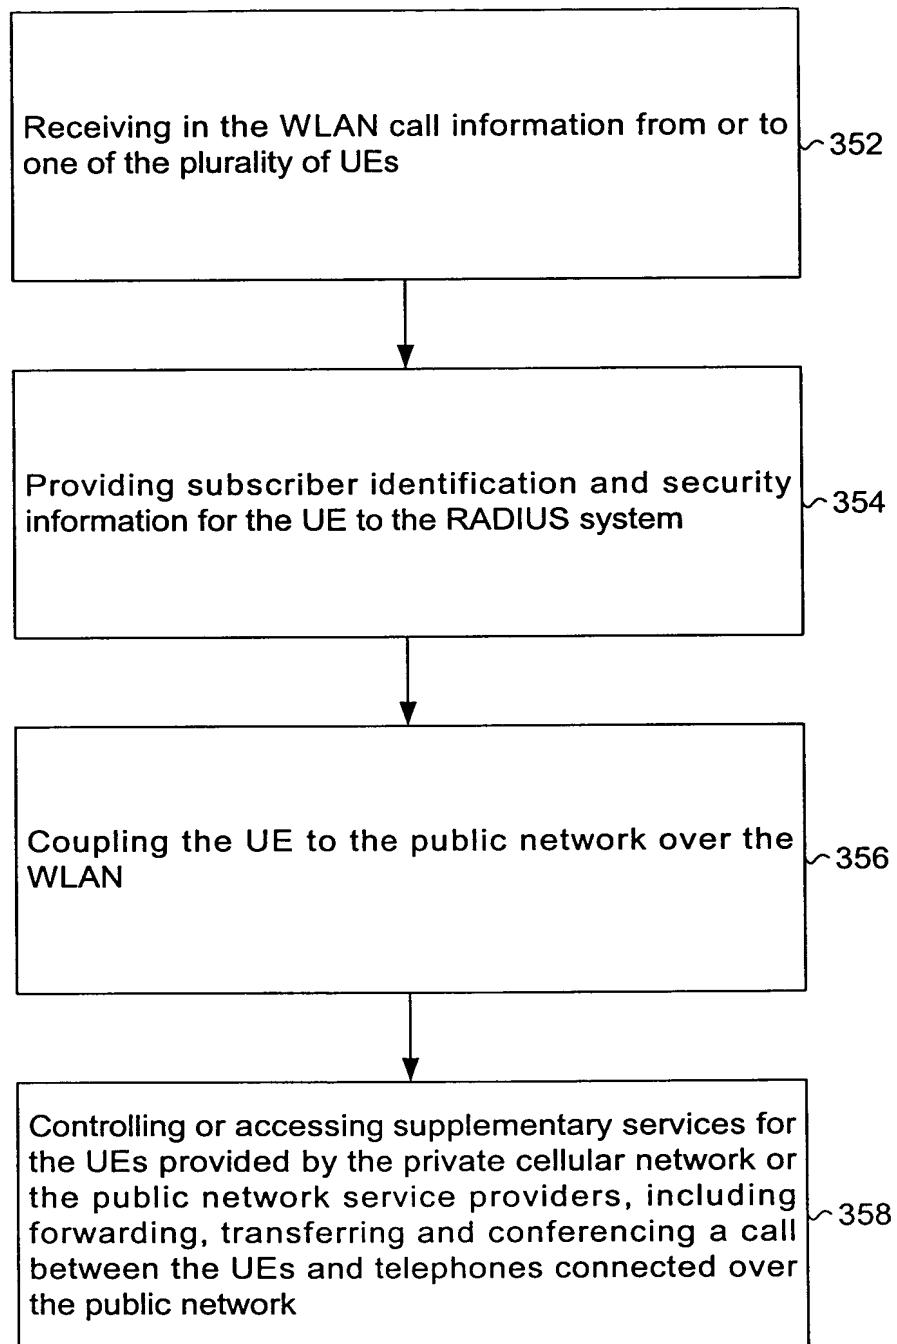 Receiving in the WLAN call information from or to
one of the plurality of UEs
352
Providing subscriber identification and security
information for the UE to the RADIUS system
354
Coupling the UE to the public network over the
WLAN
356
Controlling or accessing supplementary services for
the UEs provided by the private cellular network or
the public network service providers, including
forwarding, transferring and conferencing a call
between the UEs and telephones connected over
the public network
358